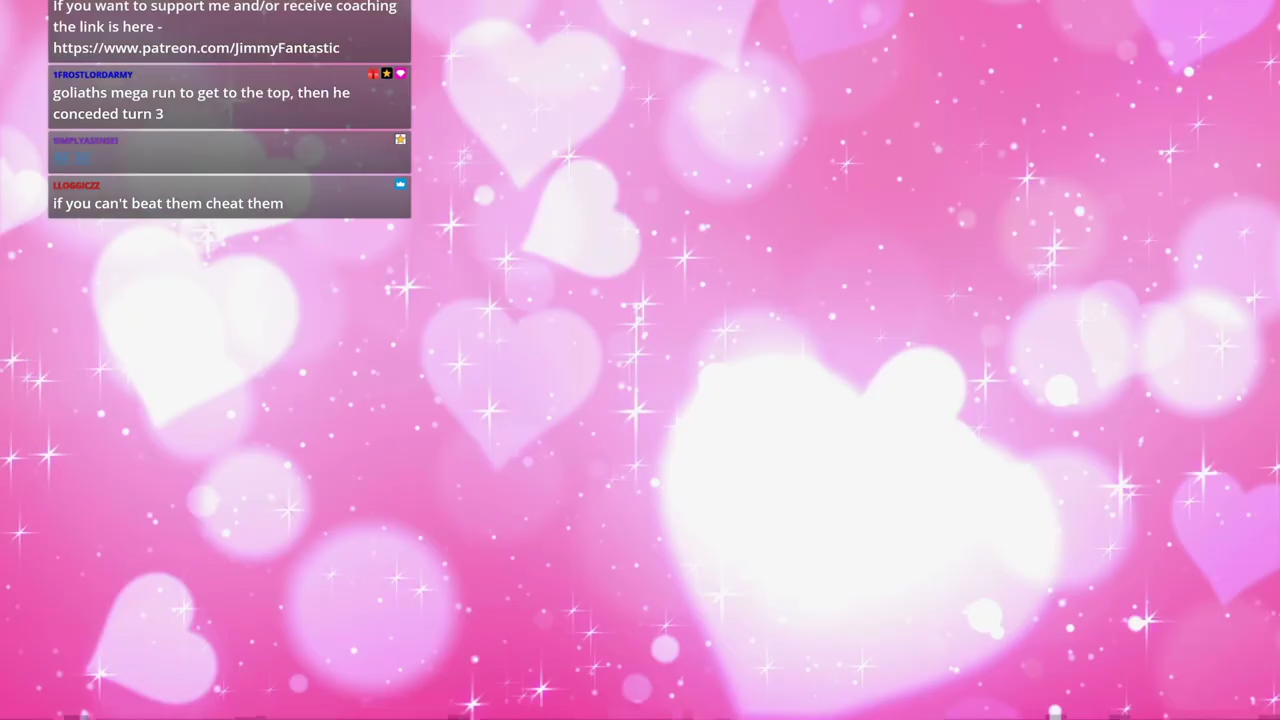 If you want to support me and/or receive coaching
the link is here -
https://www.patreon.com/JimmyFantastic
1FROSTLORDARMY
goliaths mega run to get to the top, then he
conceded turn 3
LLOGGICZZ
if you can't beat them cheat them